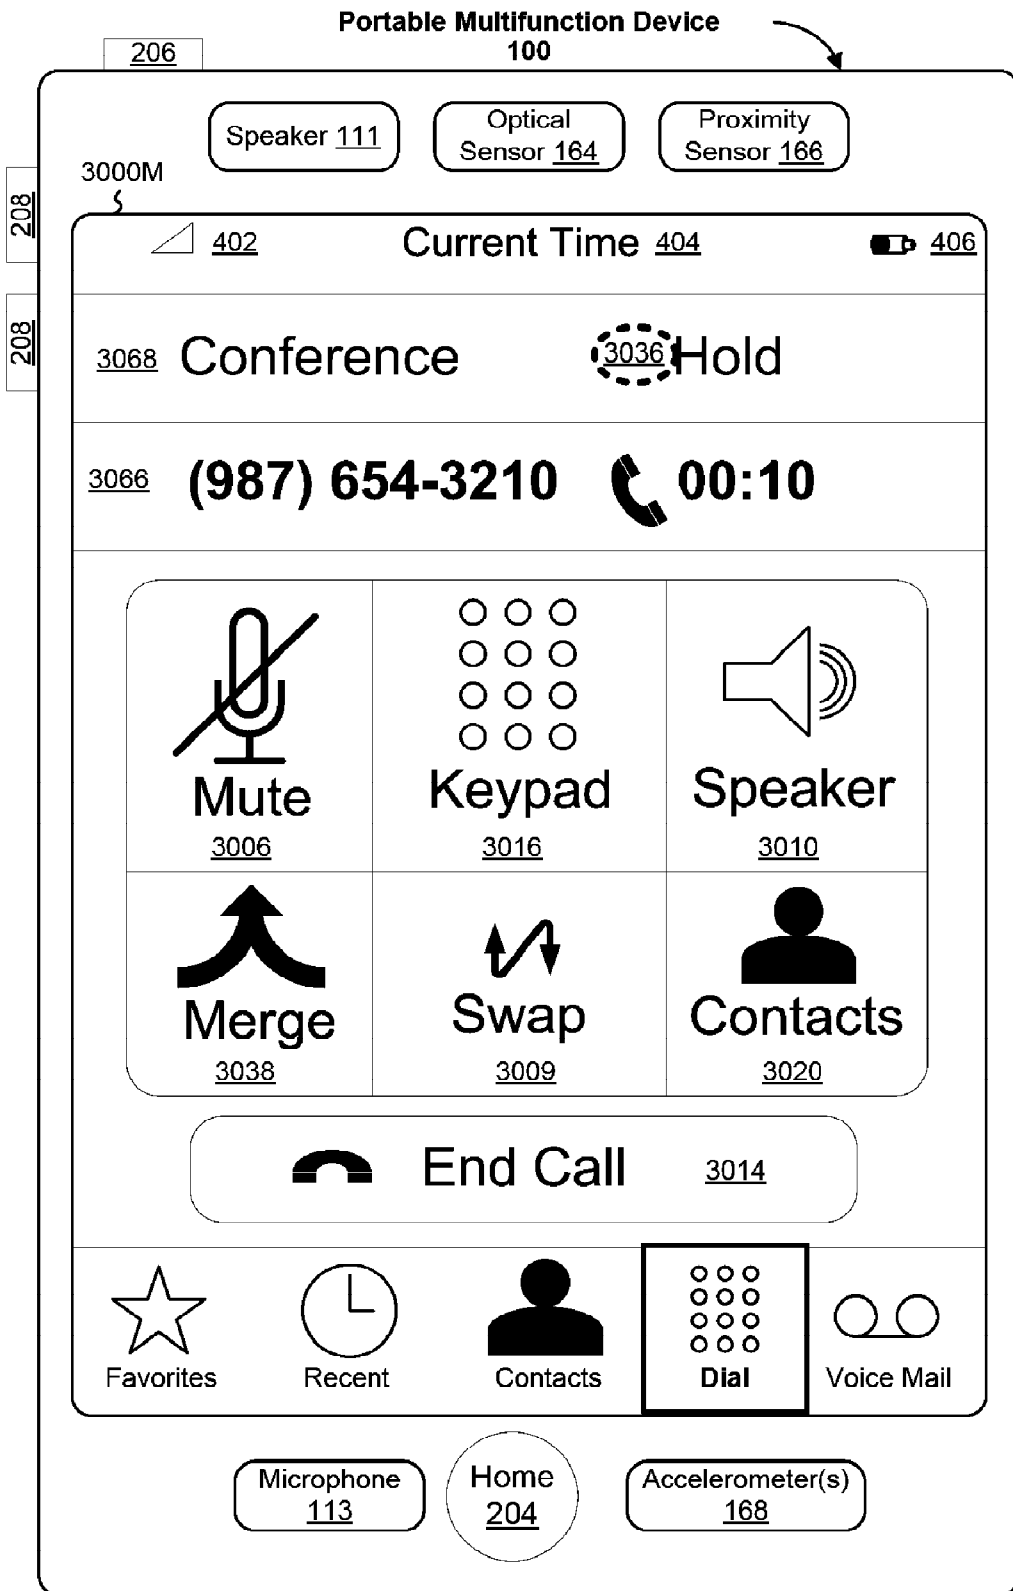 Portable Multifunction Device
100
206
Speaker 111
Optical
Sensor 164
Proximity
Sensor 166
3000M
208
208
402 Current Time 404 406
3068 Conference 3036 Hold
3066 (987) 654-3210 00:10
Mute Keypad Speaker
3006 3016 3010
Merge Swap Contacts
3038 3009 3020
End Call 3014
Favorites Recent Contacts Dial Voice Mail
Microphone
113
Home
204
Accelerometer(s)
168